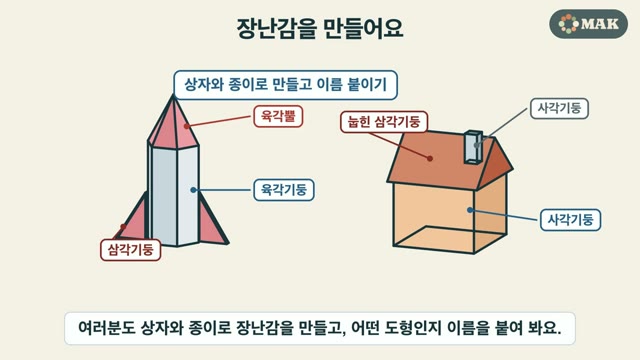 장난감을 만들어요
MAK
상자와 종이로 만들고 이름 붙이기
육각뿔
눕힌 삼각기둥
사각기둥
육각기둥
사각기둥
삼각기둥
여러분도 상자와 종이로 장난감을 만들고, 어떤 도형인지 이름을 붙여 봐요.